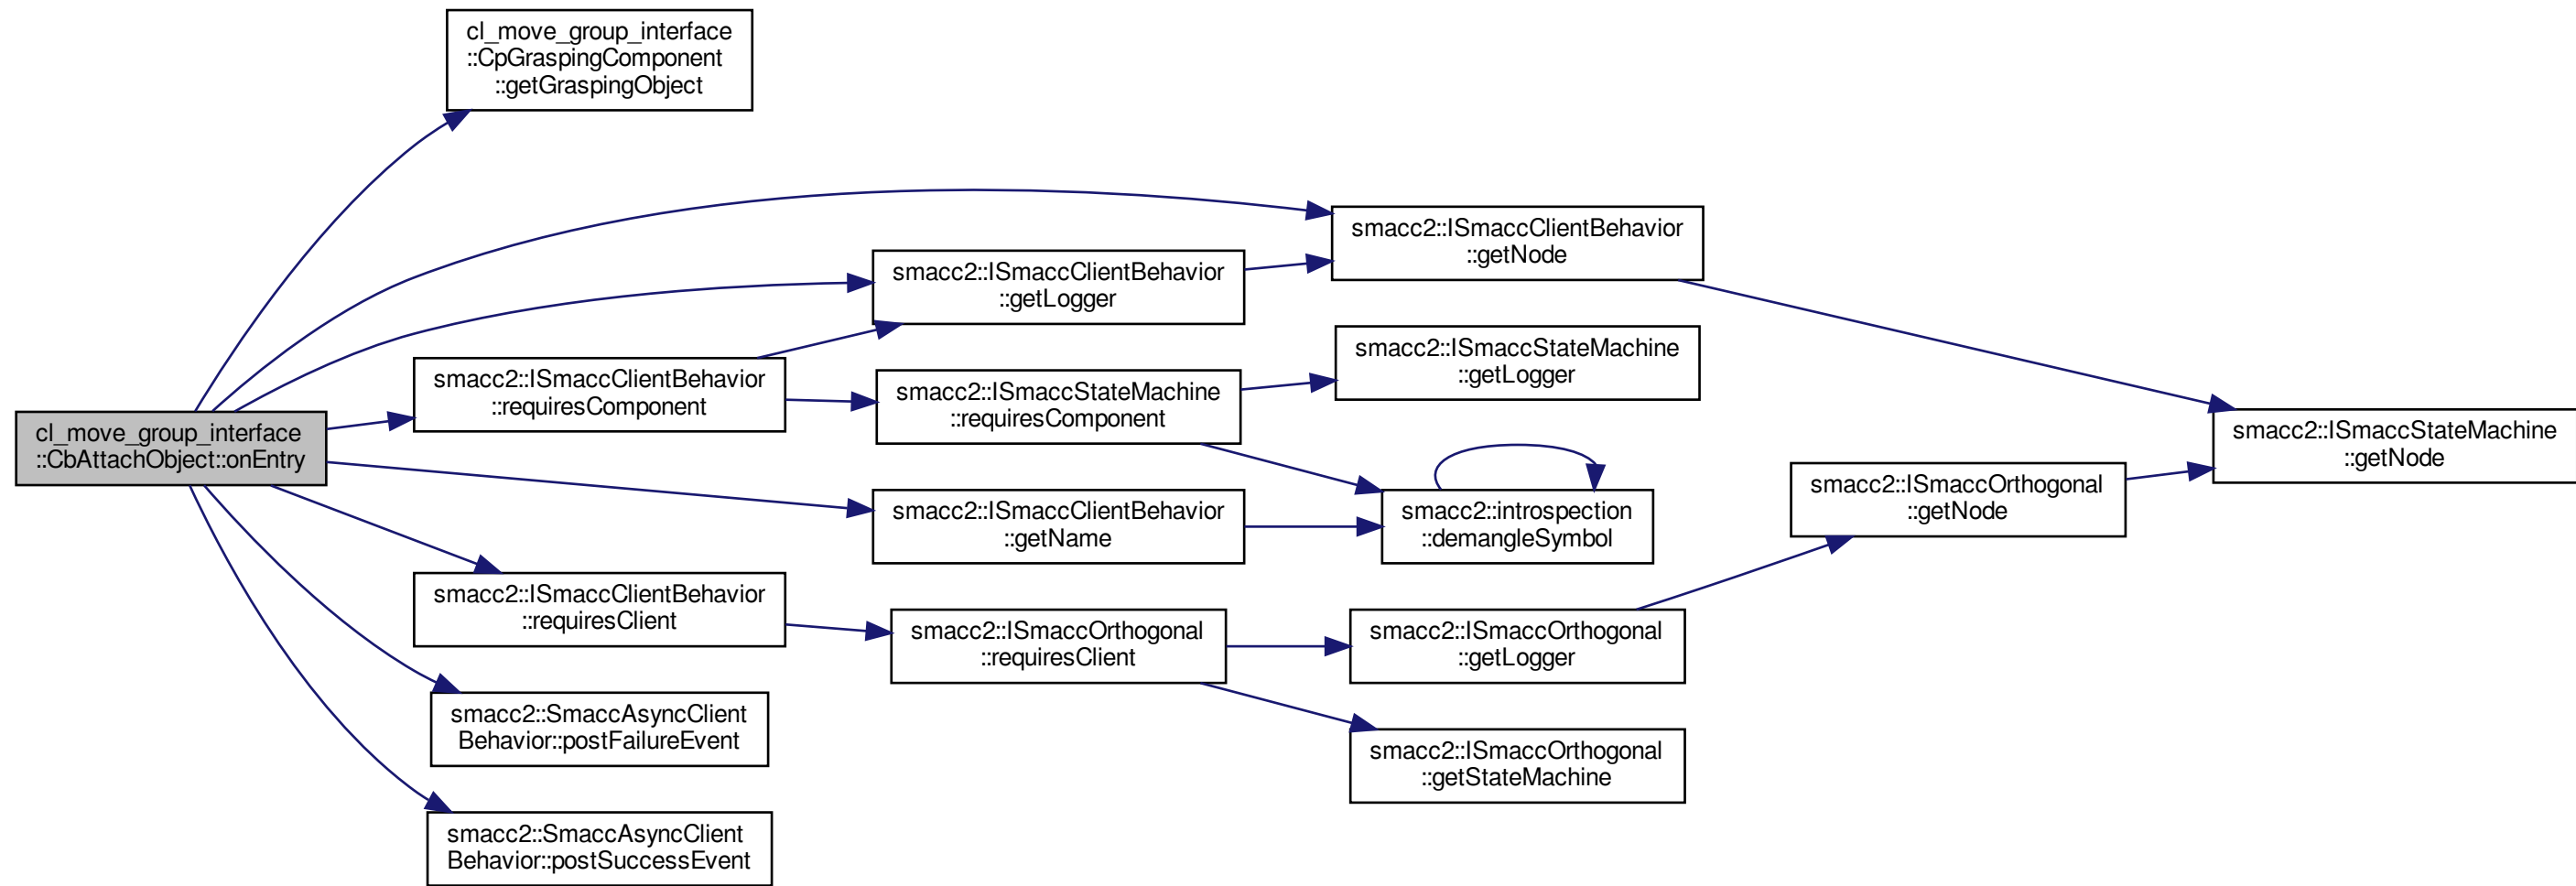 cl_move_group_interface
::CpGraspingComponent
::getGraspingObject
smacc2::ISmaccClientBehavior
::getNode
smacc2::ISmaccClientBehavior
::getLogger
smacc2::ISmaccStateMachine
::getLogger
smacc2::ISmaccClientBehavior
::requiresComponent
smacc2::ISmaccStateMachine
::requiresComponent
cl_move_group_interface
::CbAttachObject::onEntry
smacc2::ISmaccStateMachine
::getNode
smacc2::ISmaccOrthogonal
::getNode
smacc2::ISmaccClientBehavior
::getName
smacc2::introspection
::demangleSymbol
smacc2::ISmaccClientBehavior
::requiresClient
smacc2::ISmaccOrthogonal
::requiresClient
smacc2::ISmaccOrthogonal
::getLogger
smacc2::SmaccAsyncClient
Behavior::postFailureEvent
smacc2::ISmaccOrthogonal
::getStateMachine
smacc2::SmaccAsyncClient
Behavior::postSuccessEvent